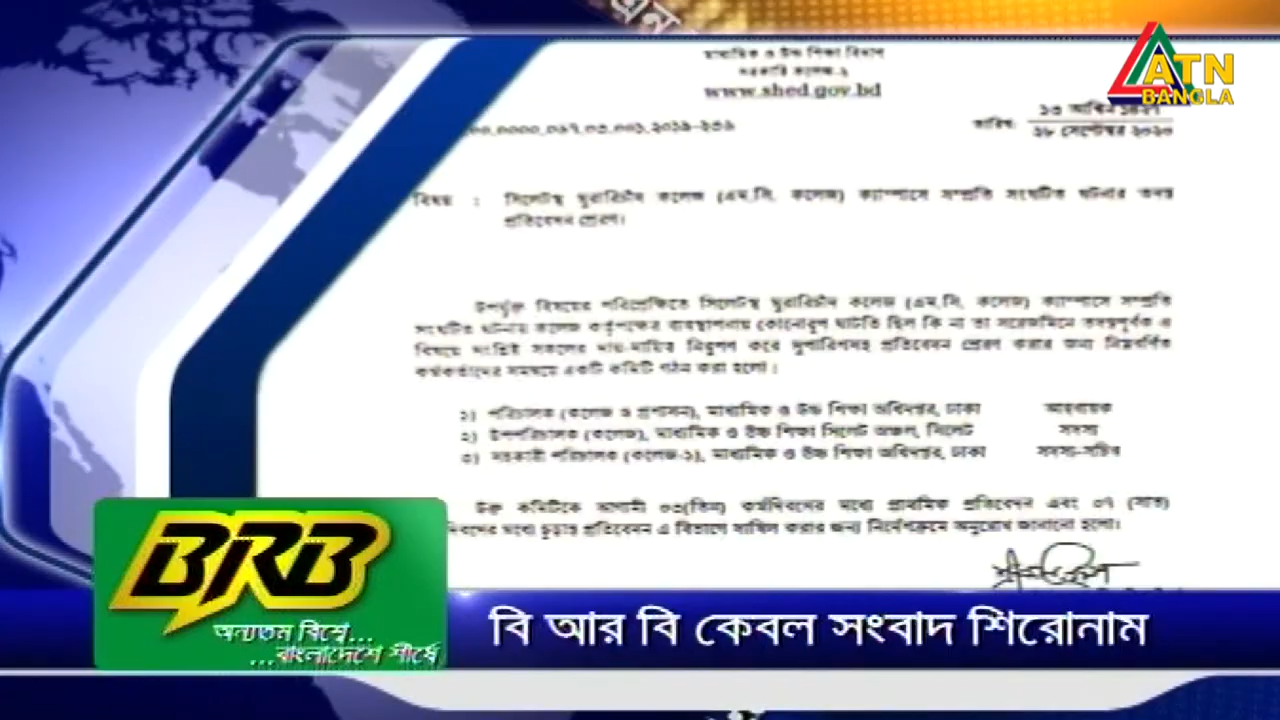 ATN
BANGLA
মাধ্যমিক ও উচ্চ শিক্ষা বিভাগ
সরকারি কলেজ-১
www.shed.gov.bd
১৩ আশ্বিন ১৪২৭
তারিখ:
২৮ সেপ্টেম্বর ২০২০
বিষয় : সিলেটস্থ মুরারিচাঁদ কলেজ (এম.সি. কলেজ) ক্যাম্পাসে সম্প্রতি সংঘটিত ঘটনার তদন্ত
প্রতিবেদন প্রেরণ।
উপর্যুক্ত বিষয়ের পরিপ্রেক্ষিতে সিলেটস্থ মুরারিচাঁদ কলেজ (এম.সি. কলেজ) ক্যাম্পাসে সম্প্রতি
সংঘটিত ঘটনায় কলেজ কর্তৃপক্ষের ব্যবস্থাপনায় কোনোরূপ ঘাটতি ছিল কি না তা সরেজমিনে তদন্তপূর্বক এ
বিষয়ে সংশ্লিষ্ট সকলের দায়-দায়িত্ব নিরূপণ করে সুপারিশসহ প্রতিবেদন প্রেরণ করার জন্য নিম্নবর্ণিত
কর্মকর্তাদের সমন্বয়ে একটি কমিটি গঠন করা হলো।
১) পরিচালক (কলেজ ও প্রশাসন), মাধ্যমিক ও উচ্চ শিক্ষা অধিদপ্তর, ঢাকা আহবায়ক
২) উপপরিচালক (কলেজ), মাধ্যমিক ও উচ্চ শিক্ষা সিলেট অঞ্চল, সিলেট সদস্য
৩) সহকারী পরিচালক (কলেজ-১), মাধ্যমিক ও উচ্চ শিক্ষা অধিদপ্তর, ঢাকা সদস্য-সচিব
উক্ত কমিটিকে আগামী ০৩(তিন) কর্মদিবসের মধ্যে প্রাথমিক প্রতিবেদন এবং ০৭ (সাত)
দিবসের মধ্যে চূড়ান্ত প্রতিবেদন এ বিভাগে দাখিল করার জন্য নির্দেশক্রমে অনুরোধ জানানো হলো।
BRB
অন্যতম বিশ্বে...
...বাংলাদেশে শীর্ষে
বি আর বি কেবল সংবাদ শিরোনাম